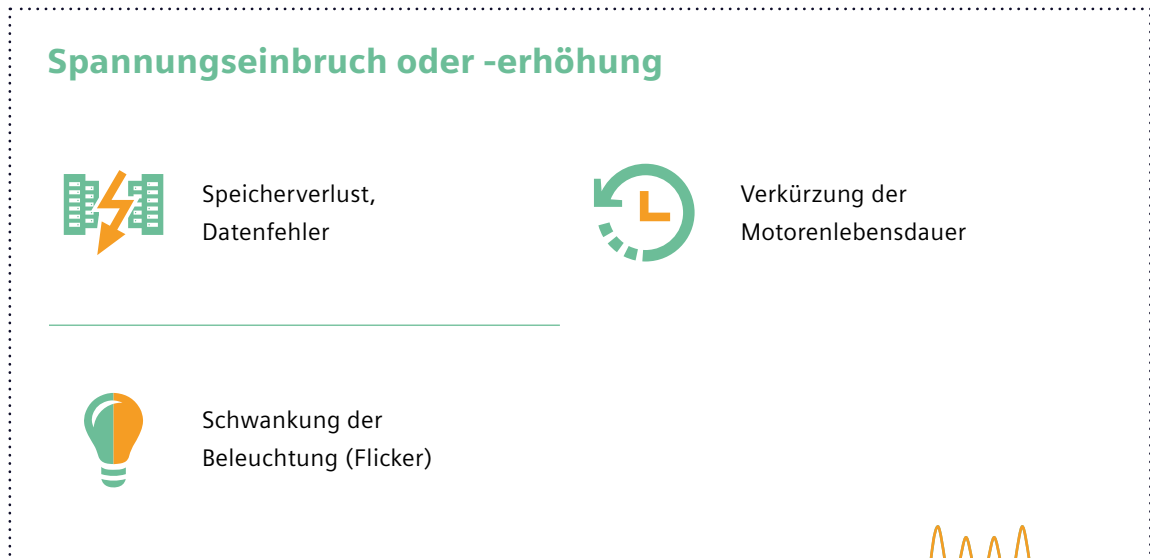 Spannungseinbruch oder -erhöhung
Speicherverlust,
Datenfehler
Verkürzung der
Motorenlebensdauer
Schwankung der
Beleuchtung (Flicker)